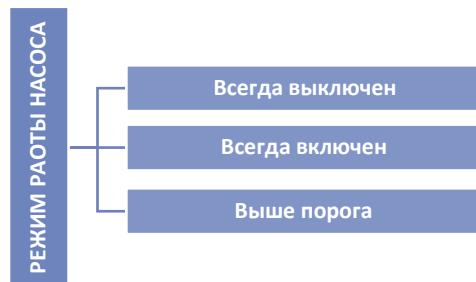 РЕЖИМ РАОТЫ НАСОСА
Всегда выключен
Всегда включен
Выше порога